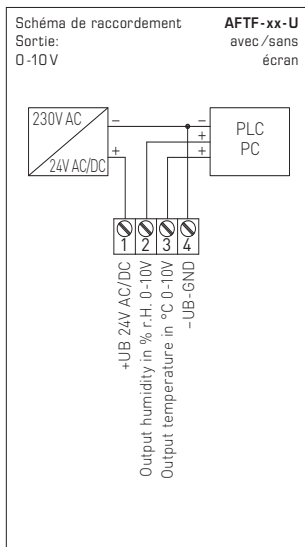 Schéma de raccordement AFTF-xx-U
Sortie: avec/sans
0-10V écran
230V AC
24V AC/DC
−
+
−
+
+
PLC
PC
1 2 3 4
+UB 24V AC/DC
Output humidity in % r.H. 0-10V
Output temperature in °C 0-10V
-UB-GND